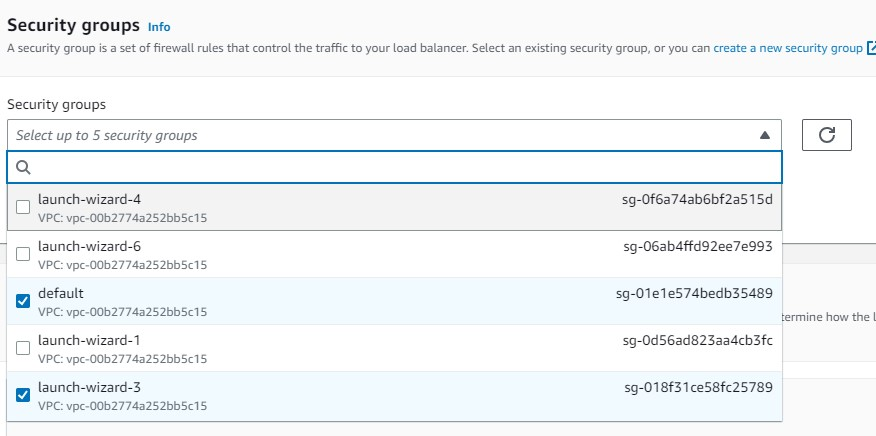 Security groups Info
A security group is a set of firewall rules that control the traffic to your load balancer. Select an existing security group, or you can create a new security group
Security groups
Select up to 5 security groups
launch-wizard-4 sg-0f6a74ab6bf2a515d
VPC: vpc-00b2774a252bb5c15
launch-wizard-6 sg-06ab4ffd92ee7e993
VPC: vpc-00b2774a252bb5c15
default sg-01e1e574bedb35489
VPC: vpc-00b2774a252bb5c15
termine how the l
launch-wizard-1 sg-0d56ad823aa4cb3fc
VPC: vpc-00b2774a252bb5c15
launch-wizard-3 sg-018f31ce58fc25789
VPC: vpc-00b2774a252bb5c15